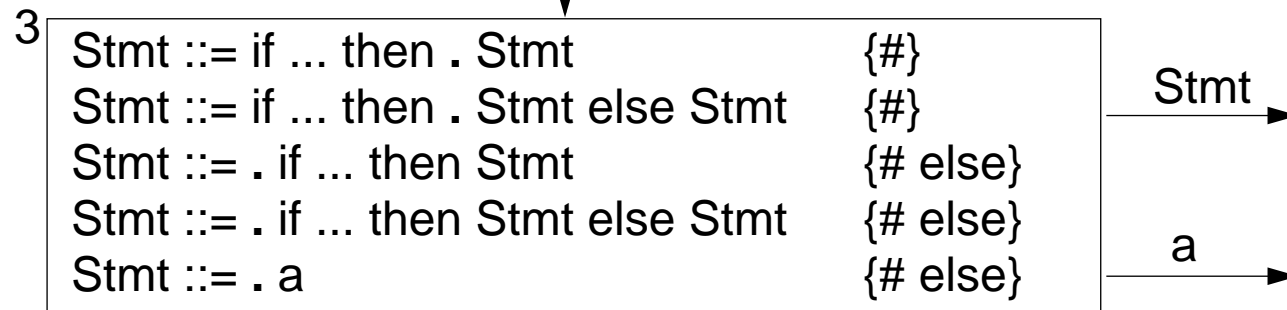 3
Stmt ::= if ... then . Stmt {#}
Stmt ::= if ... then . Stmt else Stmt {#}
Stmt
Stmt ::= . if ... then Stmt {# else}
Stmt ::= . if ... then Stmt else Stmt {# else}
Stmt ::= . a {# else}
a